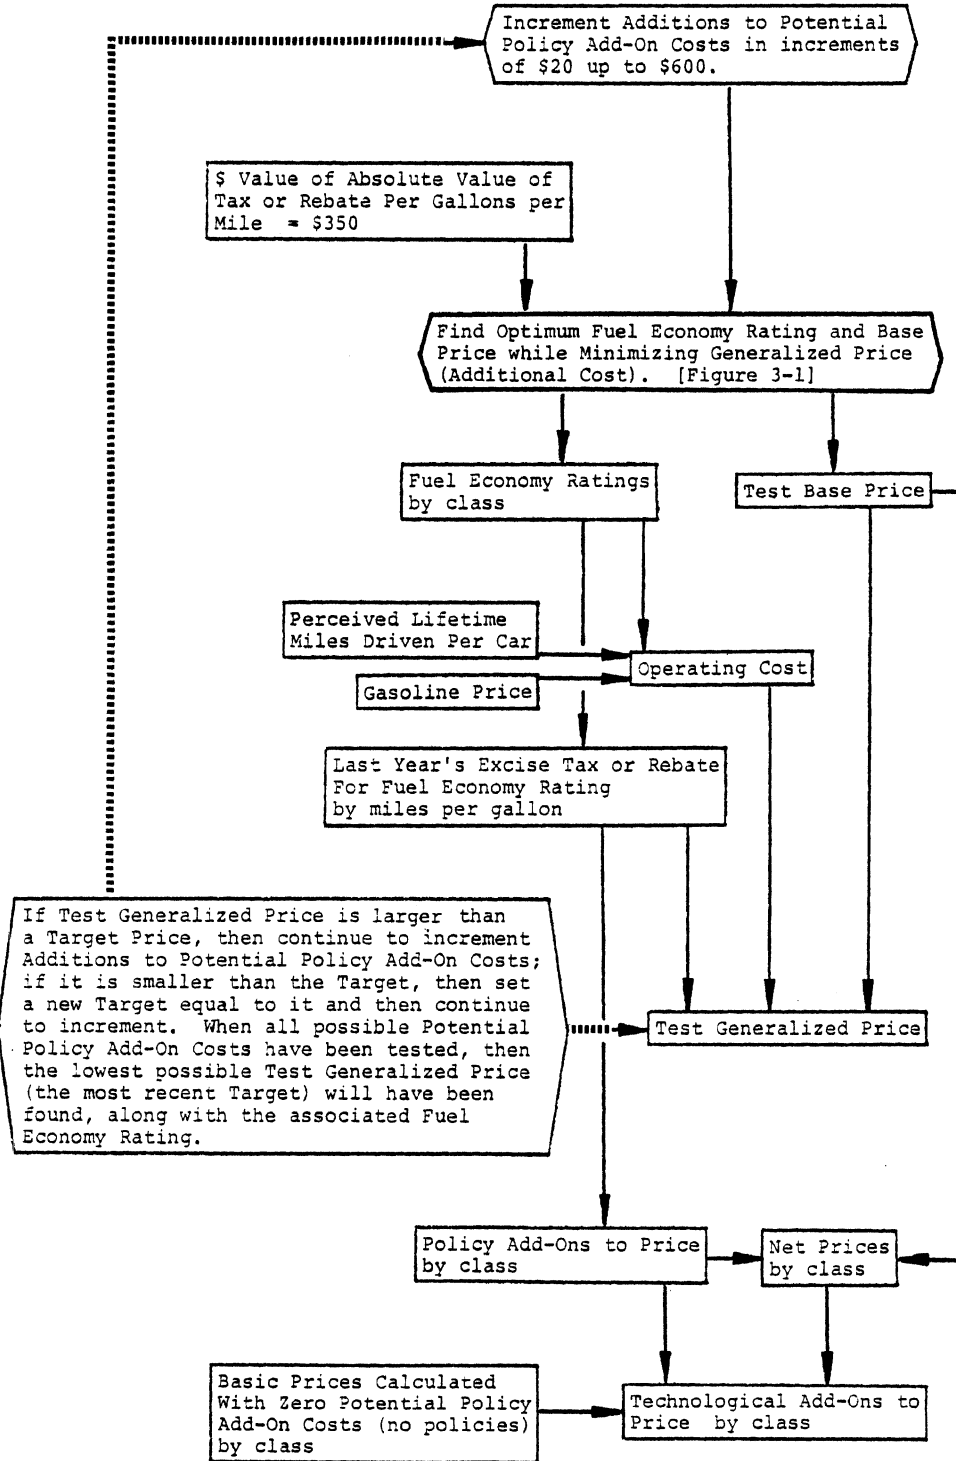 Increment Additions to Potential
Policy Add-On Costs in increments
of $20 up to $600.
$ Value of Absolute Value of
Tax or Rebate Per Gallons per
Mile = $350
Find Optimum Fuel Economy Rating and Base
Price while Minimizing Generalized Price
(Additional Cost). [Figure 3-1]
Fuel Economy Ratings
by class
Test Base Price
Perceived Lifetime
Miles Driven Per Car
Operating Cost
Gasoline Price
Last Year's Excise Tax or Rebate
For Fuel Economy Rating
by miles per gallon
If Test Generalized Price is larger than
a Target Price, then continue to increment
Additions to Potential Policy Add-On Costs;
if it is smaller than the Target, then set
a new Target equal to it and then continue
to increment. When all possible Potential
Policy Add-On Costs have been tested, then
the lowest possible Test Generalized Price
(the most recent Target) will have been
found, along with the associated Fuel
Economy Rating.
Test Generalized Price
Policy Add-Ons to Price
by class
Net Prices
by class
Basic Prices Calculated
With Zero Potential Policy
Add-On Costs (no policies)
by class
Technological Add-Ons to
Price by class